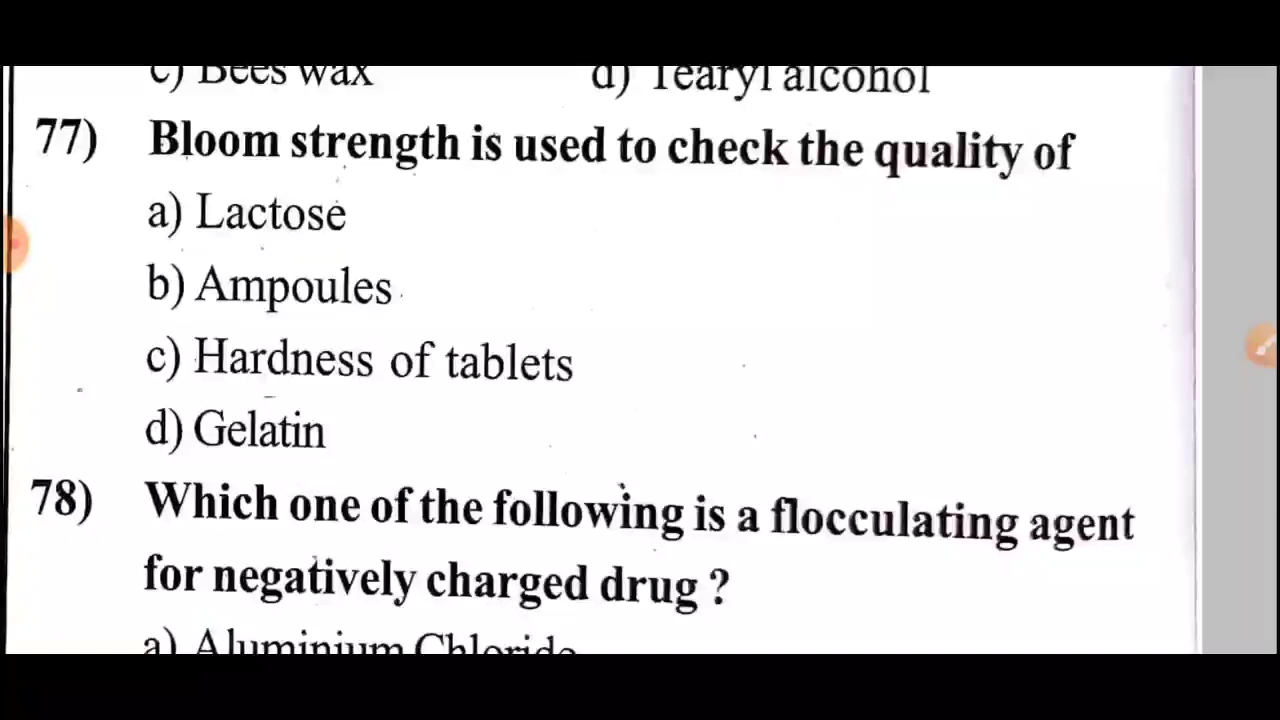 c) Bees wax d) Tearyl alcohol
77) Bloom strength is used to check the quality of
a) Lactose
b) Ampoules
c) Hardness of tablets
d) Gelatin
78) Which one of the following is a flocculating agent
for negatively charged drug ?
a) Aluminium Chloride